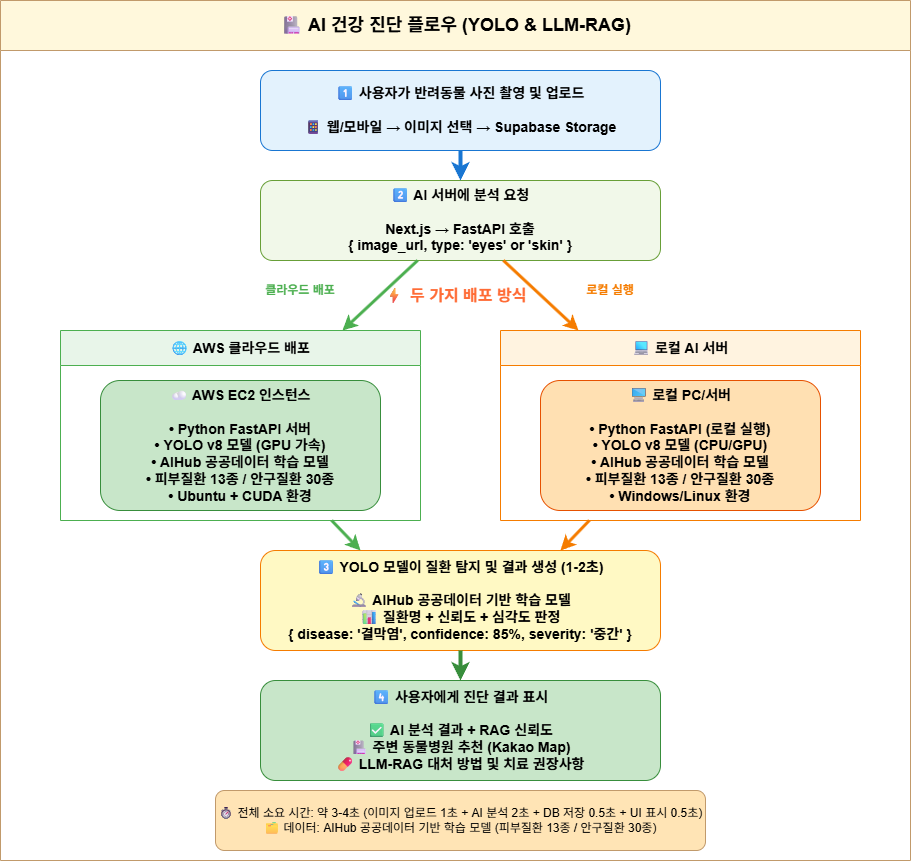 🏥 AI 건강 진단 플로우 (YOLO & LLM-RAG)
1️⃣ 사용자가 반려동물 사진 촬영 및 업로드
📱 웹/모바일 → 이미지 선택 → Supabase Storage
2️⃣ AI 서버에 분석 요청
Next.js → FastAPI 호출
{ image_url, type: 'eyes' or 'skin' }
클라우드 배포
⚡ 두 가지 배포 방식
로컬 실행
🌐 AWS 클라우드 배포
☁️ AWS EC2 인스턴스
• Python FastAPI 서버
• YOLO v8 모델 (GPU 가속)
• AIHub 공공데이터 학습 모델
• 피부질환 13종 / 안구질환 30종
• Ubuntu + CUDA 환경
💻 로컬 AI 서버
🖥️ 로컬 PC/서버
• Python FastAPI (로컬 실행)
• YOLO v8 모델 (CPU/GPU)
• AIHub 공공데이터 학습 모델
• 피부질환 13종 / 안구질환 30종
• Windows/Linux 환경
3️⃣ YOLO 모델이 질환 탐지 및 결과 생성 (1-2초)
🔬 AIHub 공공데이터 기반 학습 모델
📊 질환명 + 신뢰도 + 심각도 판정
{ disease: '결막염', confidence: 85%, severity: '중간' }
4️⃣ 사용자에게 진단 결과 표시
✅ AI 분석 결과 + RAG 신뢰도
🏥 주변 동물병원 추천 (Kakao Map)
💊 LLM-RAG 대처 방법 및 치료 권장사항
⏱️ 전체 소요 시간: 약 3-4초 (이미지 업로드 1초 + AI 분석 2초 + DB 저장 0.5초 + UI 표시 0.5초)
🗂️ 데이터: AIHub 공공데이터 기반 학습 모델 (피부질환 13종 / 안구질환 30종)